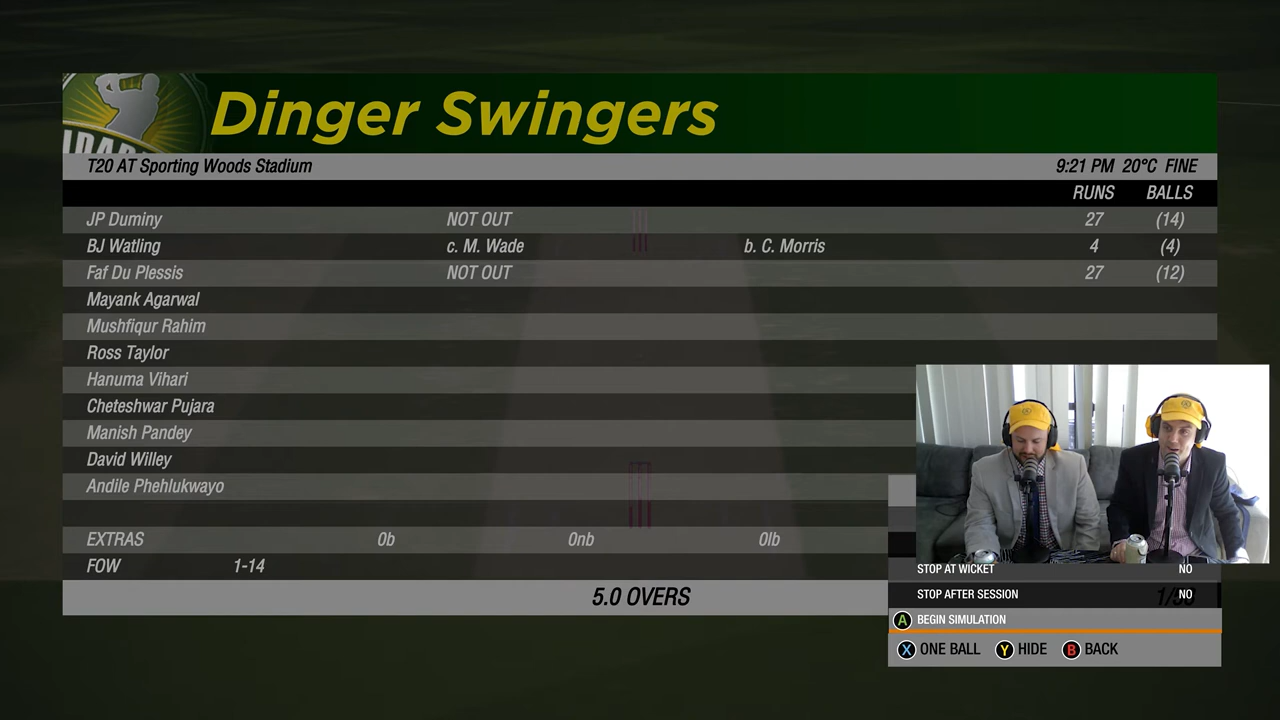 Dinger Swingers
T20 AT Sporting Woods Stadium 9:21 PM 20°C FINE
RUNS BALLS
JP Duminy NOT OUT 27 (14)
BJ Watling c. M. Wade b. C. Morris 4 (4)
Faf Du Plessis NOT OUT 27 (12)
Mayank Agarwal
Mushfiqur Rahim
Ross Taylor
Hanuma Vihari
Cheteshwar Pujara
Manish Pandey
David Willey
Andile Phehlukwayo
EXTRAS 0b 0nb 0lb
FOW 1-14
5.0 OVERS
STOP AT WICKET NO
STOP AFTER SESSION NO
A BEGIN SIMULATION
X ONE BALL Y HIDE B BACK